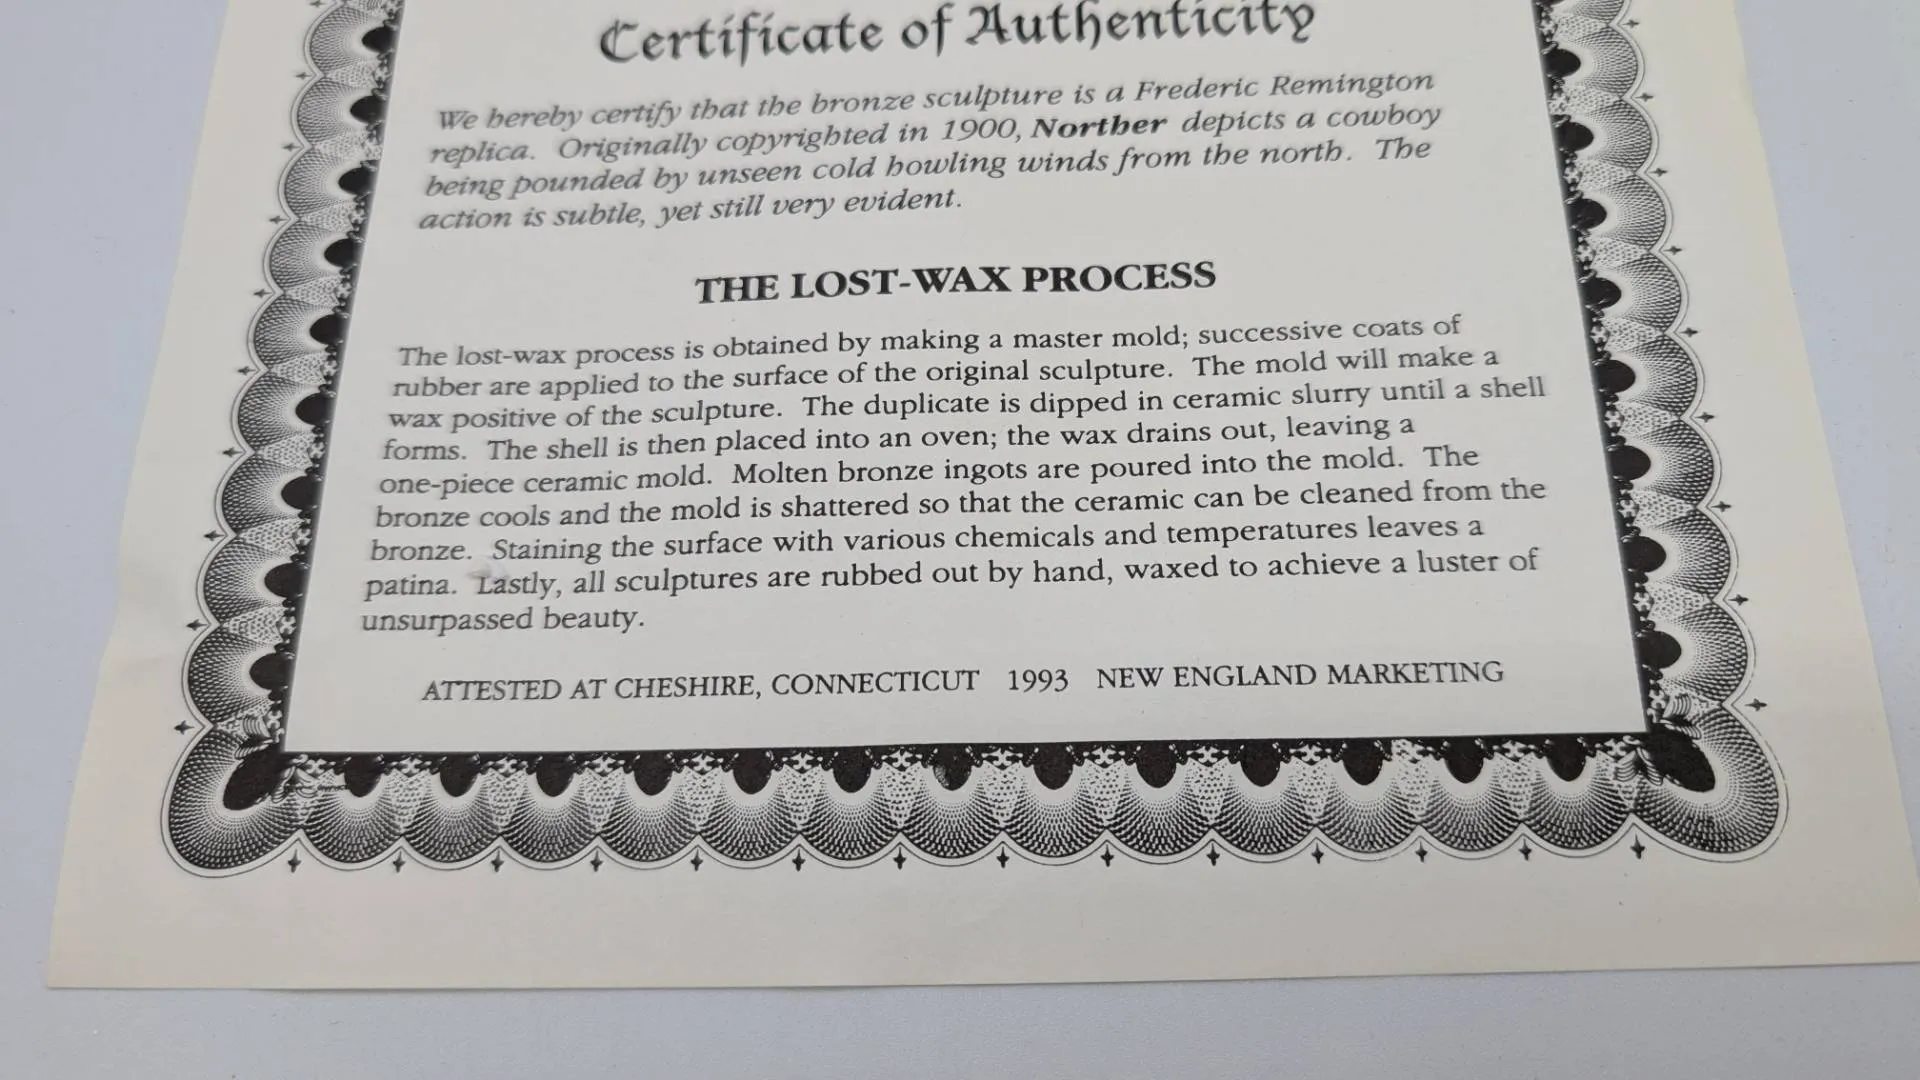 Certificate of Authenticity
We hereby certify that the bronze sculpture is a Frederic Remington
replica. Originally copyrighted in 1900, Norther depicts a cowboy
being pounded by unseen cold howling winds from the north. The
action is subtle, yet still very evident.
THE LOST-WAX PROCESS
The lost-wax process is obtained by making a master mold; successive coats of
rubber are applied to the surface of the original sculpture. The mold will make a
wax positive of the sculpture. The duplicate is dipped in ceramic slurry until a shell
forms. The shell is then placed into an oven; the wax drains out, leaving a
one-piece ceramic mold. Molten bronze ingots are poured into the mold. The
bronze cools and the mold is shattered so that the ceramic can be cleaned from the
bronze. Staining the surface with various chemicals and temperatures leaves a
patina. Lastly, all sculptures are rubbed out by hand, waxed to achieve a luster of
unsurpassed beauty.
ATTESTED AT CHESHIRE, CONNECTICUT 1993 NEW ENGLAND MARKETING